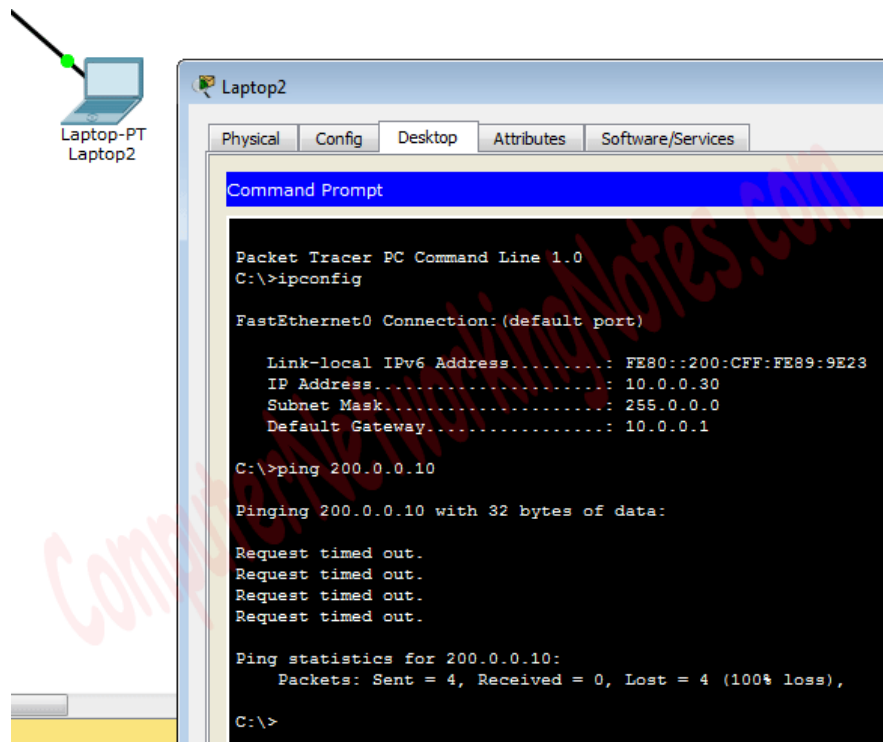 Laptop-PT
Laptop2
Laptop2
Physical Config Desktop Attributes Software/Services
Command Prompt
Packet Tracer PC Command Line 1.0
C:\>ipconfig
FastEthernet0 Connection:(default port)
Link-local IPv6 Address.........: FE80::200:CFF:FE89:9E23
IP Address......................: 10.0.0.30
Subnet Mask.....................: 255.0.0.0
Default Gateway.................: 10.0.0.1
C:\>ping 200.0.0.10
Pinging 200.0.0.10 with 32 bytes of data:
Request timed out.
Request timed out.
Request timed out.
Request timed out.
Ping statistics for 200.0.0.10:
Packets: Sent = 4, Received = 0, Lost = 4 (100% loss),
C:\>
ComputerNetworkingNotes.com